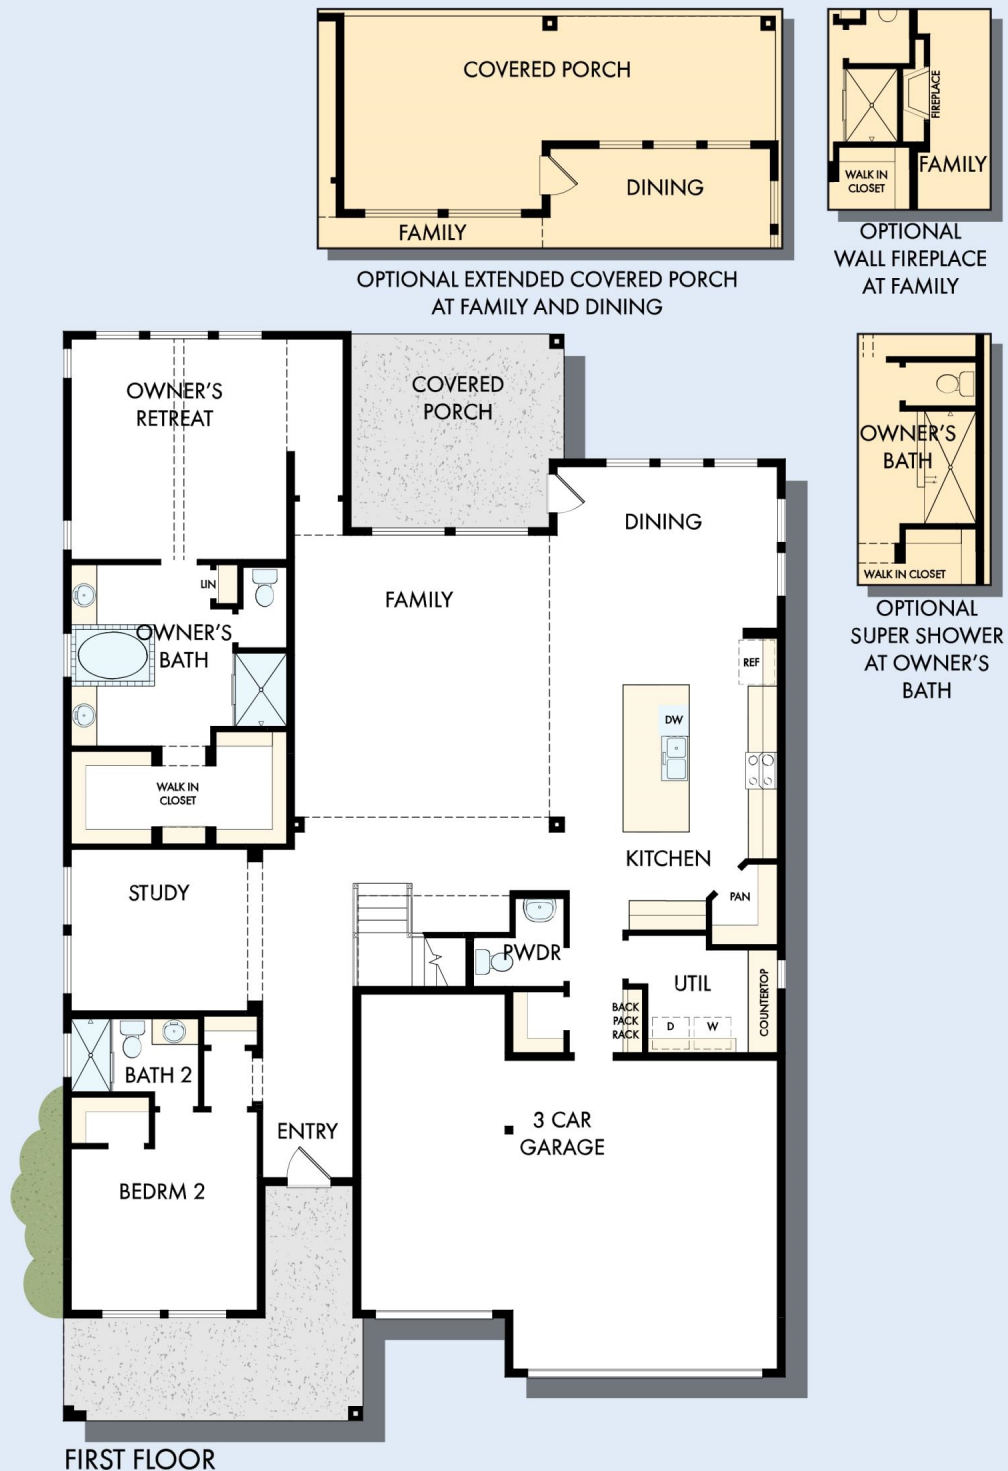 COVERED PORCH
DINING
FAMILY
OPTIONAL EXTENDED COVERED PORCH
AT FAMILY AND DINING
FIREPLACE
FAMILY
WALK IN
CLOSET
OPTIONAL
WALL FIREPLACE
AT FAMILY
OWNER'S
RETREAT
COVERED
PORCH
OWNER'S
BATH
WALK IN CLOSET
OPTIONAL
SUPER SHOWER
AT OWNER'S
BATH
DINING
LIN
FAMILY
OWNER'S
BATH
REF
DW
WALK IN
CLOSET
KITCHEN
STUDY
PAN
PWDR
UTIL
COUNTERTOP
BACK
PACK
RACK
D
W
BATH 2
ENTRY
3 CAR
GARAGE
BEDRM 2
FIRST FLOOR